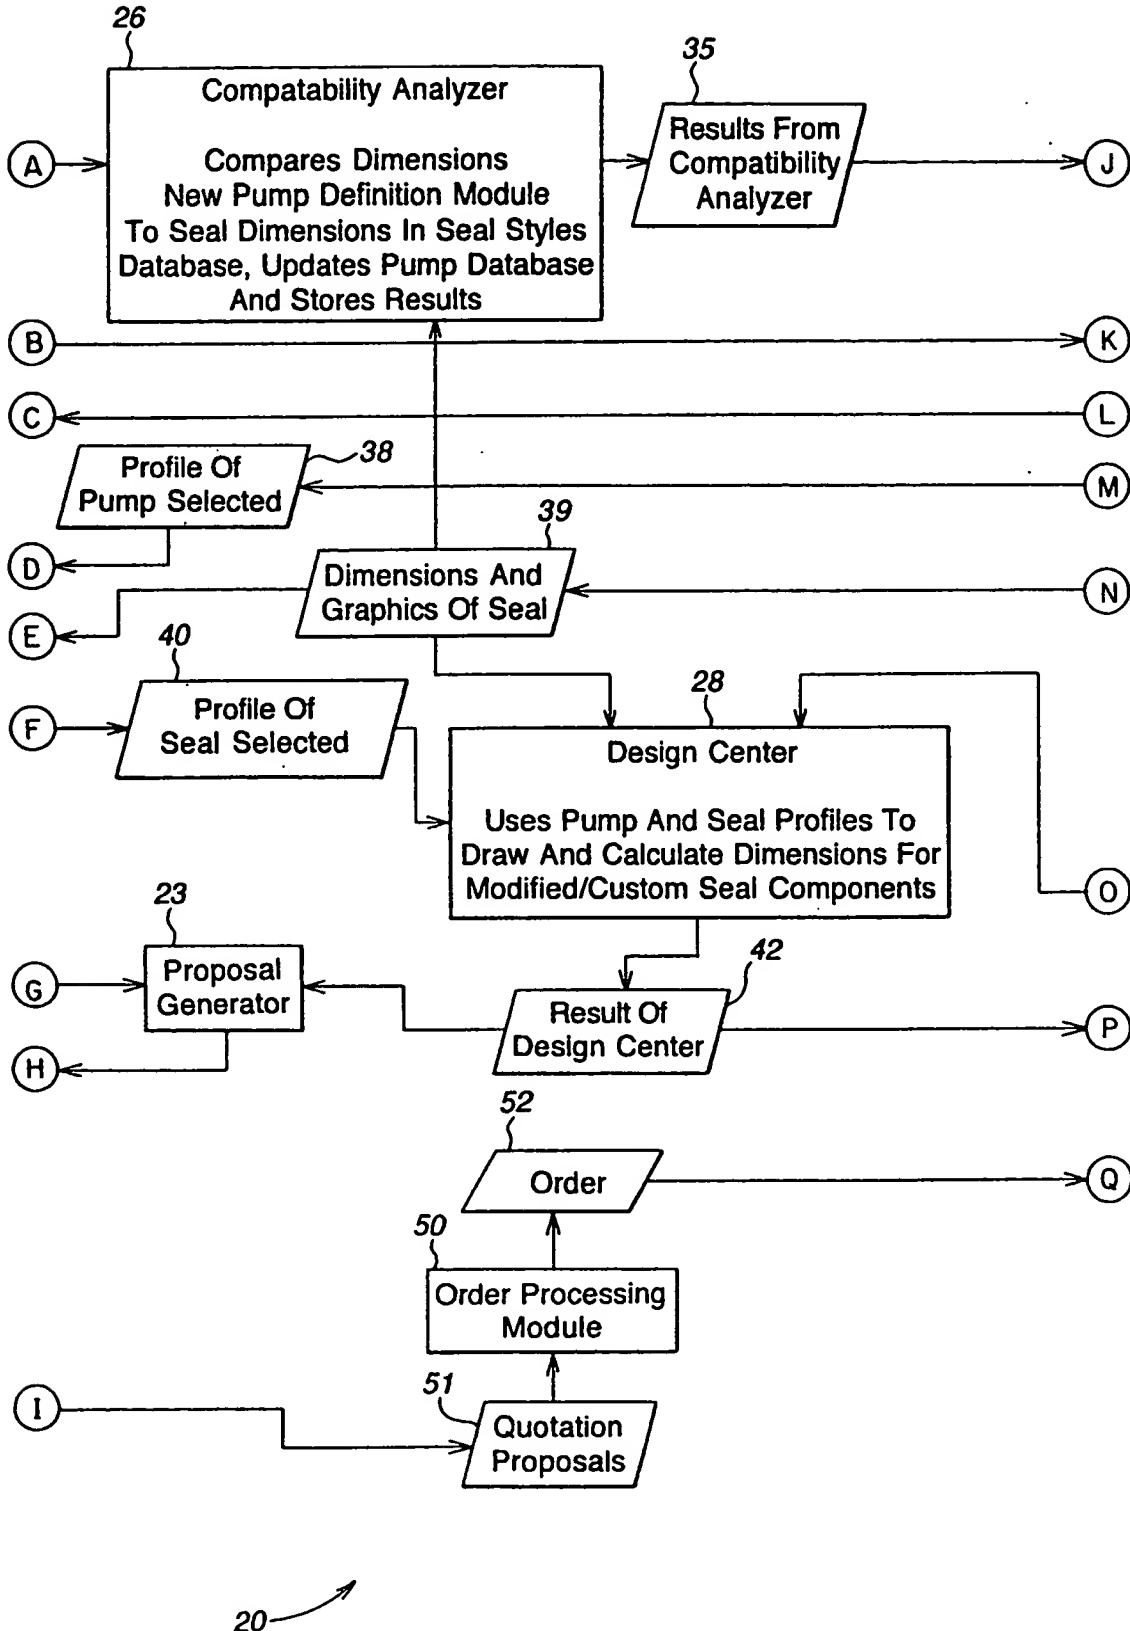 26
Compatability Analyzer
Compares Dimensions
New Pump Definition Module
To Seal Dimensions In Seal Styles
Database, Updates Pump Database
And Stores Results
35
Results From
Compatibility
Analyzer
A
J
B
K
C
L
38
Profile Of
Pump Selected
M
D
39
Dimensions And
Graphics Of Seal
N
E
40
Profile Of
Seal Selected
F
28
Design Center
Uses Pump And Seal Profiles To
Draw And Calculate Dimensions For
Modified/Custom Seal Components
O
23
Proposal
Generator
G
H
42
Result Of
Design Center
P
52
Order
Q
50
Order Processing
Module
51
Quotation
Proposals
I
20